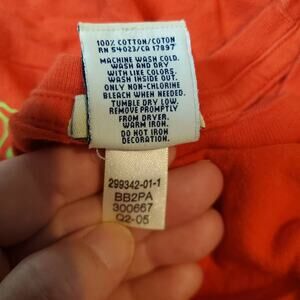 100% COTTON/COTON
RN 54023/CA 17897
MACHINE WASH COLD.
WASH AND DRY
WITH LIKE COLORS.
WASH INSIDE OUT.
ONLY NON-CHLORINE
BLEACH WHEN NEEDED.
TUMBLE DRY LOW.
REMOVE PROMPTLY
FROM DRYER.
WARM IRON.
DO NOT IRON
DECORATION.
299342-01-1
BB2PA
300667
Q2-05